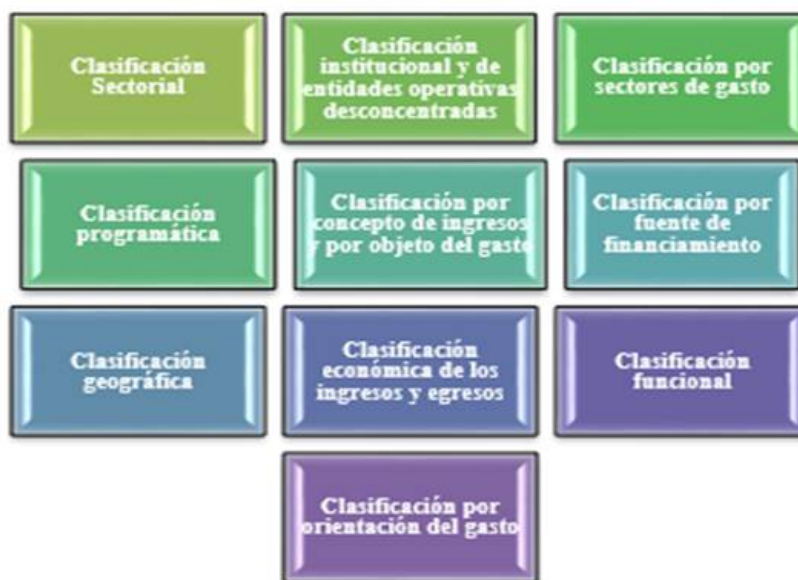 Clasificación
Sectorial
Clasificación
institucional y de
entidades operativas
desconcentradas
Clasificación por
sectores de gasto
Clasificación
programática
Clasificación por
concepto de ingresos
y por objeto del gasto
Clasificación por
fuente de
financiamiento
Clasificación
geográfica
Clasificación
económica de los
ingresos y egresos
Clasificación
funcional
Clasificación por
orientación del gasto